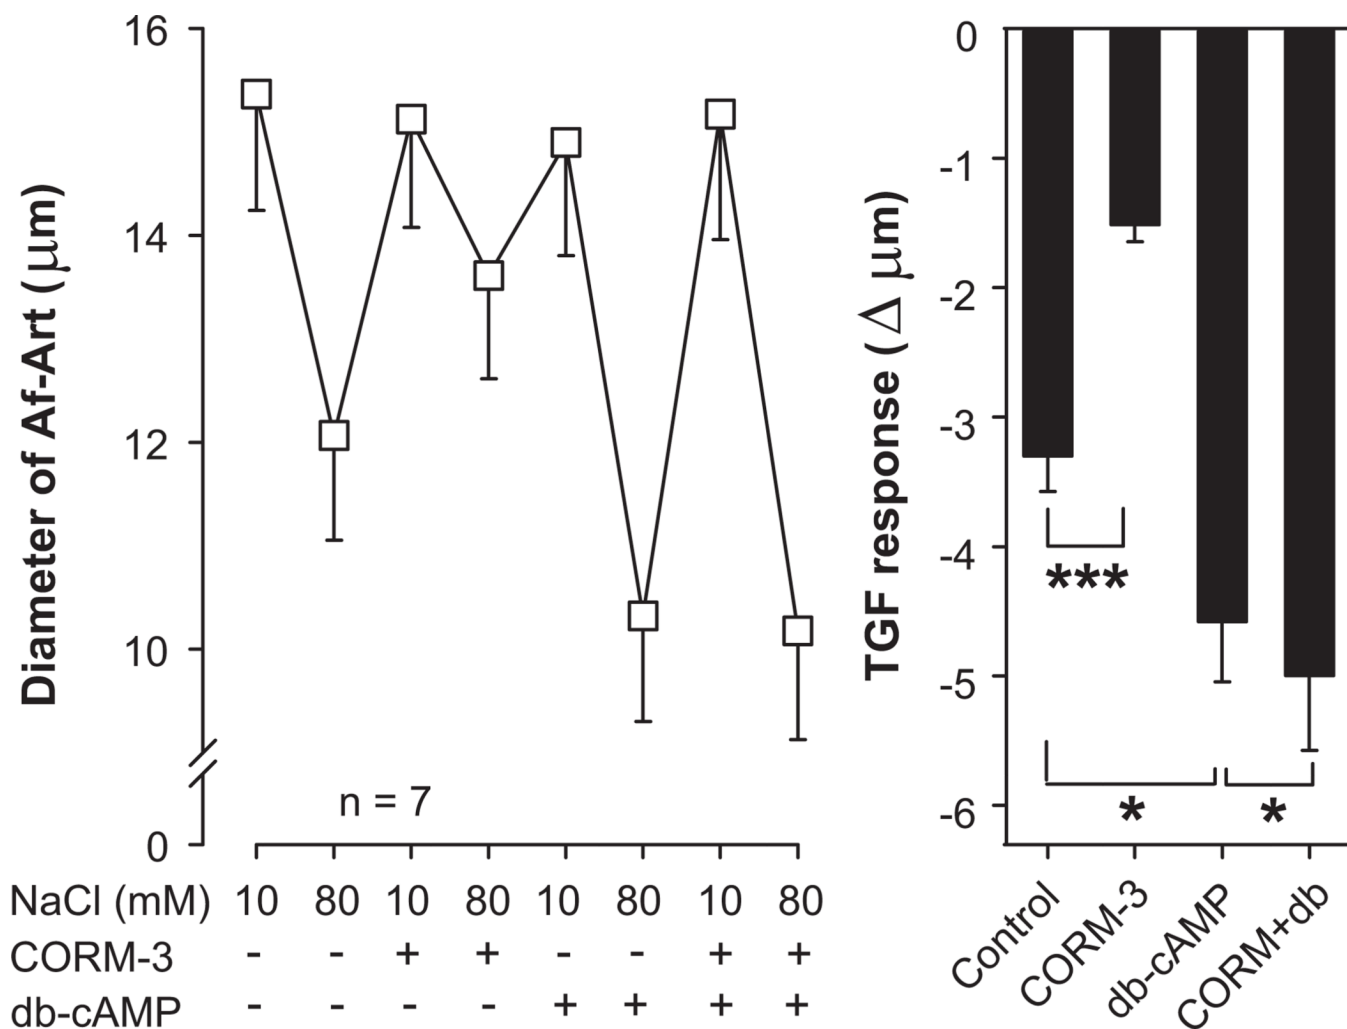 Diameter of Af-Art (μm)
16
14
12
10
0
n = 7
NaCl (mM) 10 80 10 80 10 80 10 80
CORM-3 - - + + - - + +
db-cAMP - - - - + + + +
TGF response (Δ μm)
0
-1
-2
-3
-4
-5
-6
***
*
*
Control
CORM-3
db-cAMP
CORM+db